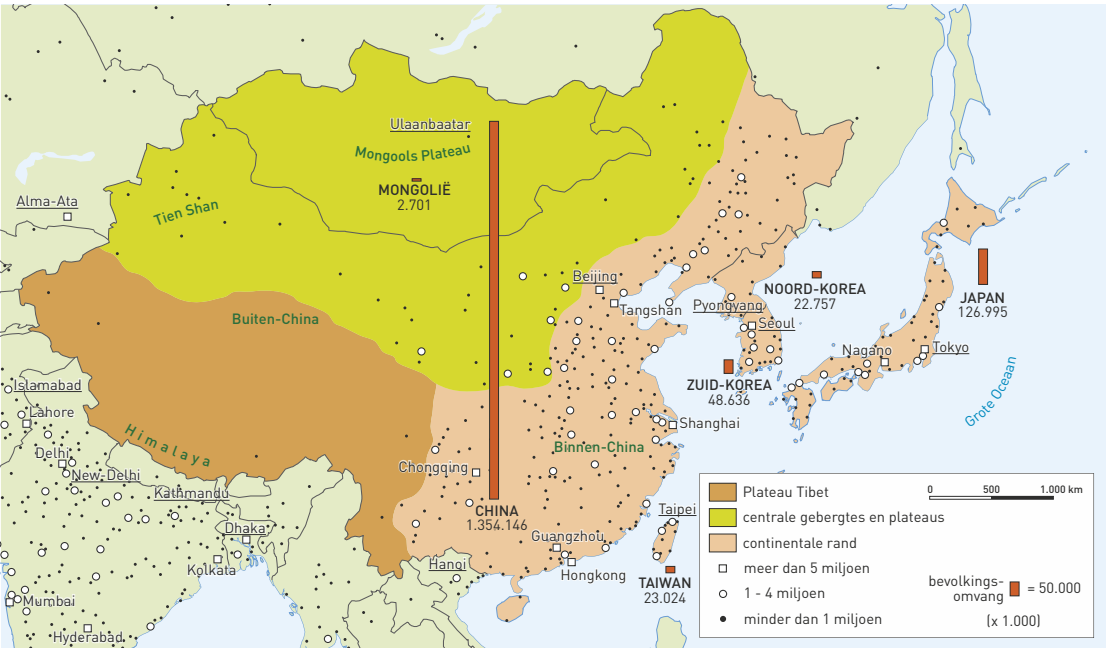 Ulaanbaatar
Mongools Plateau
MONGOLIË
2.701
Alma-Ata
Tien Shan
Beijing
Tangshan
NOORD-KOREA
22.757
JAPAN
126.995
Pyongyang
Seoul
Buiten-China
Nagano
Tokyo
ZUID-KOREA
48.636
Grote Oceaan
Islamabad
Lahore
Himalaya
Delhi
New-Delhi
Kathmandu
Shanghai
Binnen-China
Chongqing
CHINA
1.354.146
Taipei
Dhaka
Guangzhou
Kolkata
Hanoi
Hongkong
TAIWAN
23.024
Mumbai
Hyderabad
Plateau Tibet
0 500 1.000 km
centrale gebergtes en plateaus
continentale rand
meer dan 5 miljoen
1 - 4 miljoen
minder dan 1 miljoen
bevolkings-
omvang = 50.000
(x 1.000)